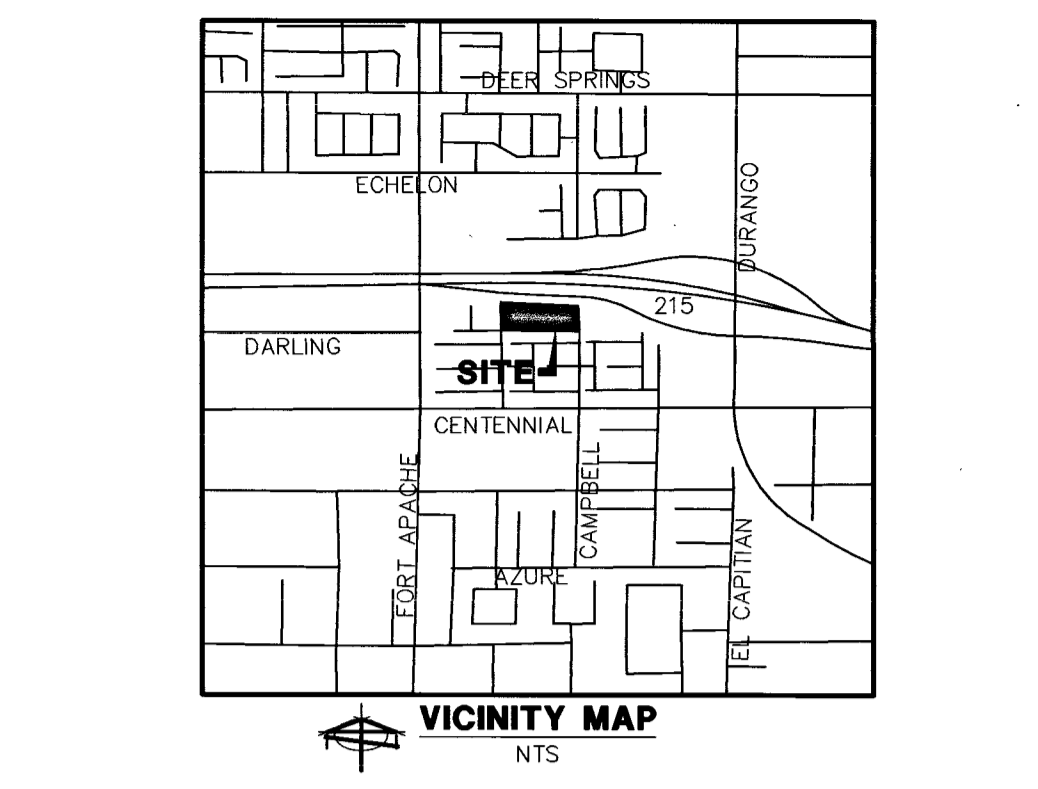 DEER SPRINGS
ECHELON
DURANGO
215
DARLING
SITE
CENTENNIAL
FORT APACHE
CAMPBELL
AZURE
EL CAPITIAN
VICINITY MAP
NTS